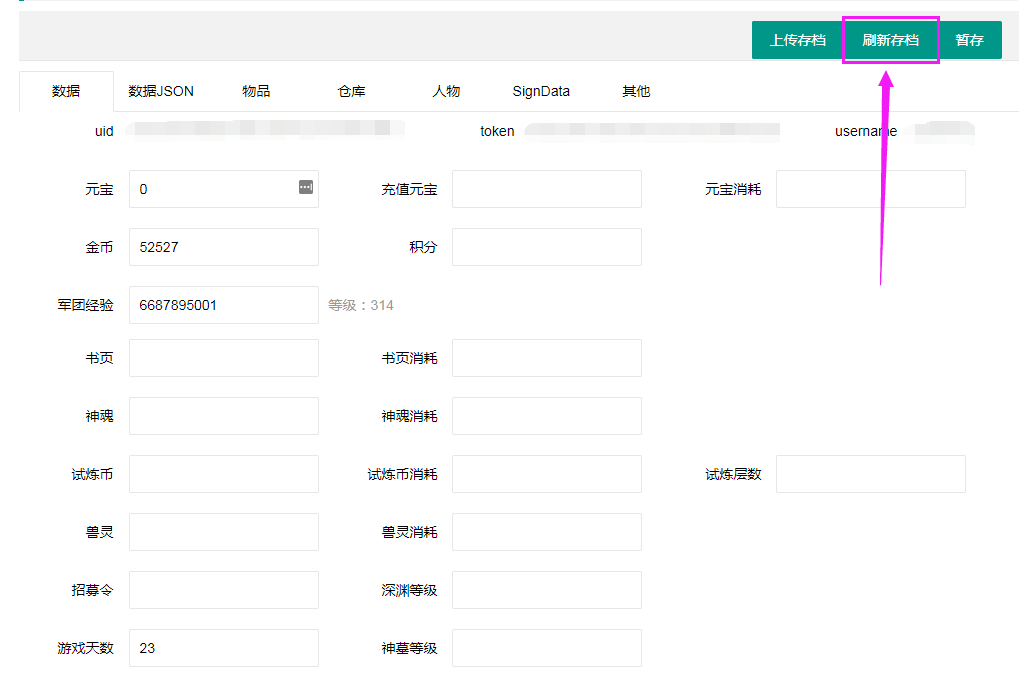 上传存档 刷新存档 暂存
数据 数据JSON 物品 仓库 人物 SignData 其他
uid token username
元宝 0 充值元宝 元宝消耗
金币 52527 积分
军团经验 6687895001 等级：314
书页 书页消耗
神魂 神魂消耗
试炼币 试炼币消耗 试炼层数
兽灵 兽灵消耗
招募令 深渊等级
游戏天数 23 神墓等级